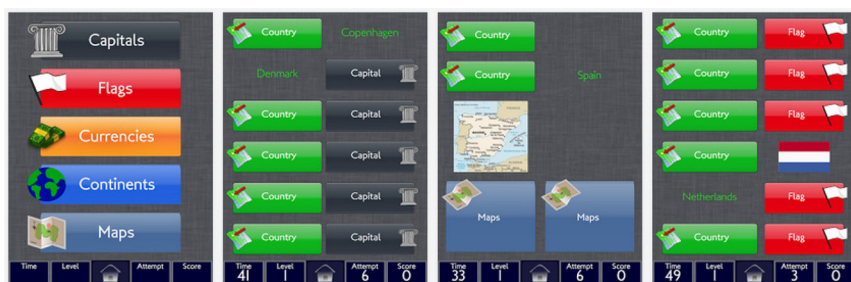 Capitals
Flags
Currencies
Continents
Maps
Time Level Attempt Score
Country Copenhagen
Denmark Capital
Country Capital
Country Capital
Country Capital
Country Capital
Time Level Attempt Score
41 1 6 0
Country
Country Spain
Maps Maps
Time Level Attempt Score
33 1 6 0
Country Flag
Country Flag
Country Flag
Country
Netherlands Flag
Country Flag
Time Level Attempt Score
49 1 3 0